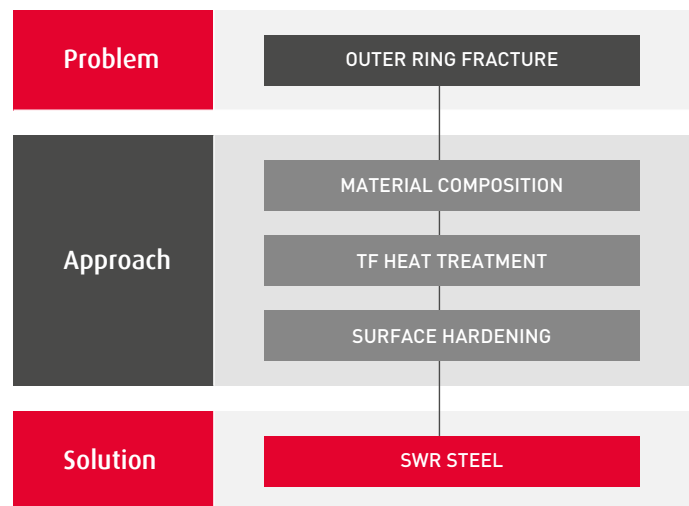 Problem
OUTER RING FRACTURE
Approach
MATERIAL COMPOSITION
TF HEAT TREATMENT
SURFACE HARDENING
Solution
SWR STEEL